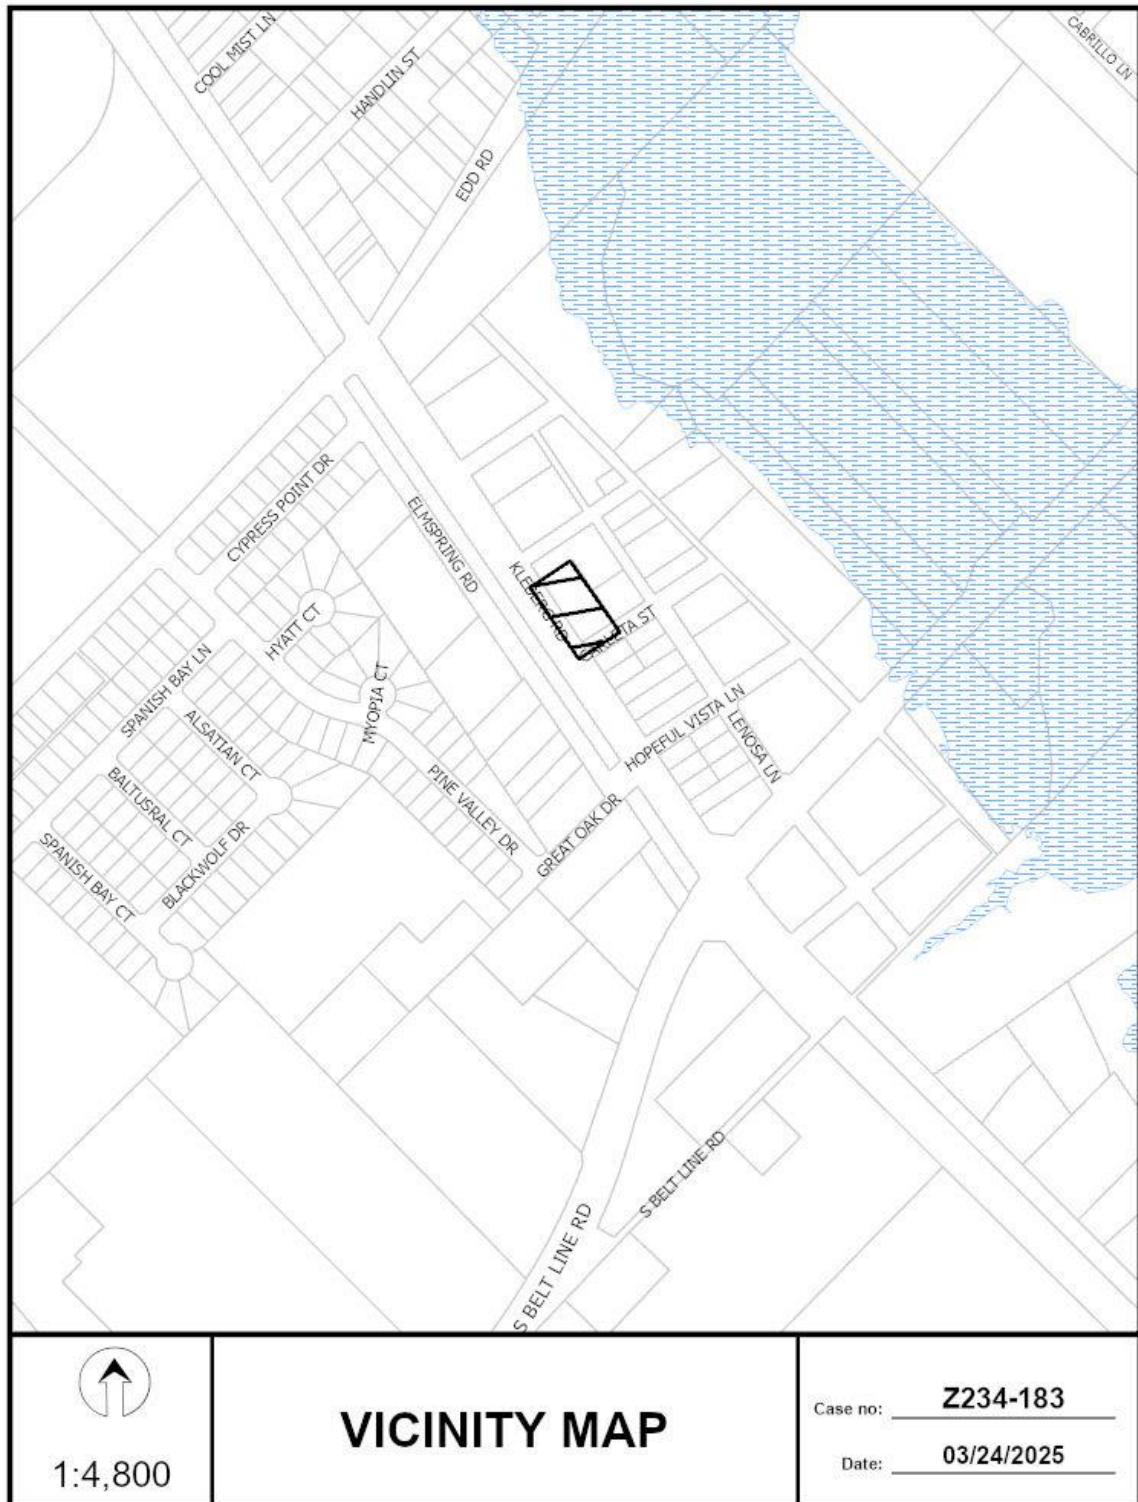 CABRILLO LN
COOL MIST LN
HANDLIN ST
EDD RD
CYPRESS POINT DR
ELMSPRING RD
HYATT CT
SPANISH BAY LN
MYOPIA CT
ALSATIAN CT
HOPEFUL VISTA LN
LENOSA LN
BALTUSRAL CT
PINE VALLEY DR
GREAT OAK DR
BLACKWOLF DR
SPANISH BAY CT
S BELT LINE RD
S BELT LINE RD
1:4,800
VICINITY MAP
Case no: Z234-183
Date: 03/24/2025